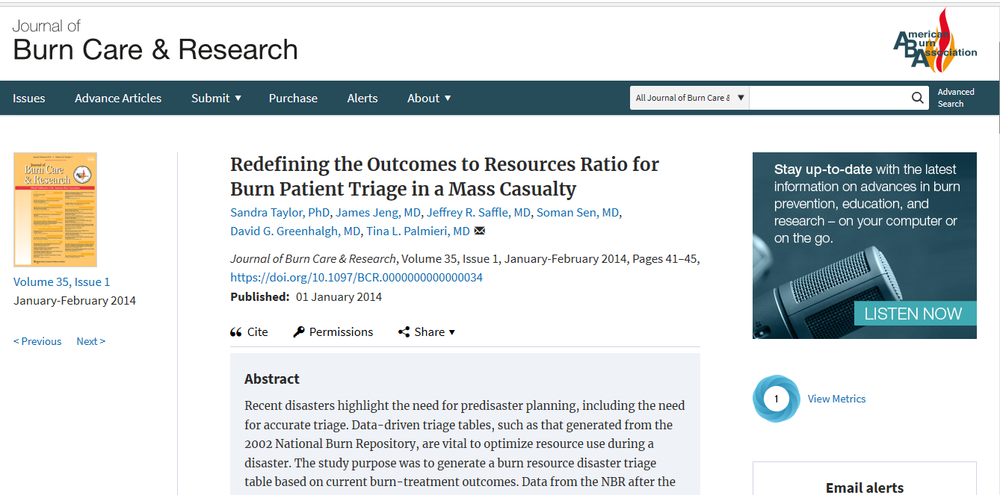 Journal of
Burn Care & Research
American
Burn
Association
Issues
Advance Articles
Submit ▼
Purchase
Alerts
About ▼
All Journal of Burn Care &
Advanced
Search
Journal of
Burn Care
& Research
Volume 35, Issue 1
January-February 2014
< Previous
Next >
Redefining the Outcomes to Resources Ratio for
Burn Patient Triage in a Mass Casualty
Sandra Taylor, PhD, James Jeng, MD, Jeffrey R. Saffle, MD, Soman Sen, MD,
David G. Greenhalgh, MD, Tina L. Palmieri, MD
Journal of Burn Care & Research, Volume 35, Issue 1, January-February 2014, Pages 41–45,
https://doi.org/10.1097/BCR.0000000000000034
Published: 01 January 2014
Cite
Permissions
Share ▼
Abstract
Recent disasters highlight the need for predisaster planning, including the need
for accurate triage. Data-driven triage tables, such as that generated from the
2002 National Burn Repository, are vital to optimize resource use during a
disaster. The study purpose was to generate a burn resource disaster triage
table based on current burn-treatment outcomes. Data from the NBR after the
Stay up-to-date with the latest
information on advances in burn
prevention, education, and
research – on your computer or
on the go.
LISTEN NOW
1
View Metrics
Email alerts